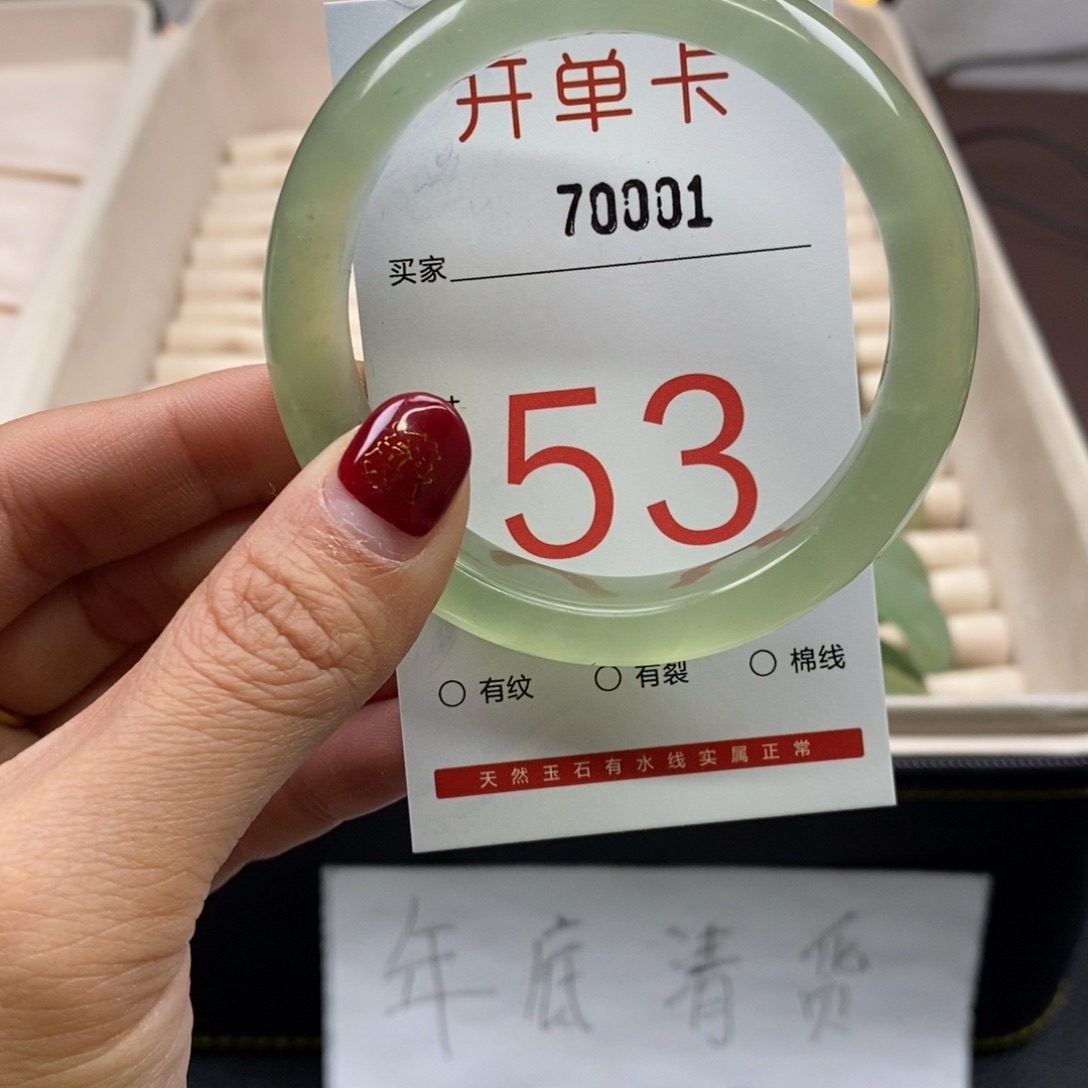 开单卡
70001
买家
53
有纹 有裂 棉线
天然玉石有水线实属正常
年底清货